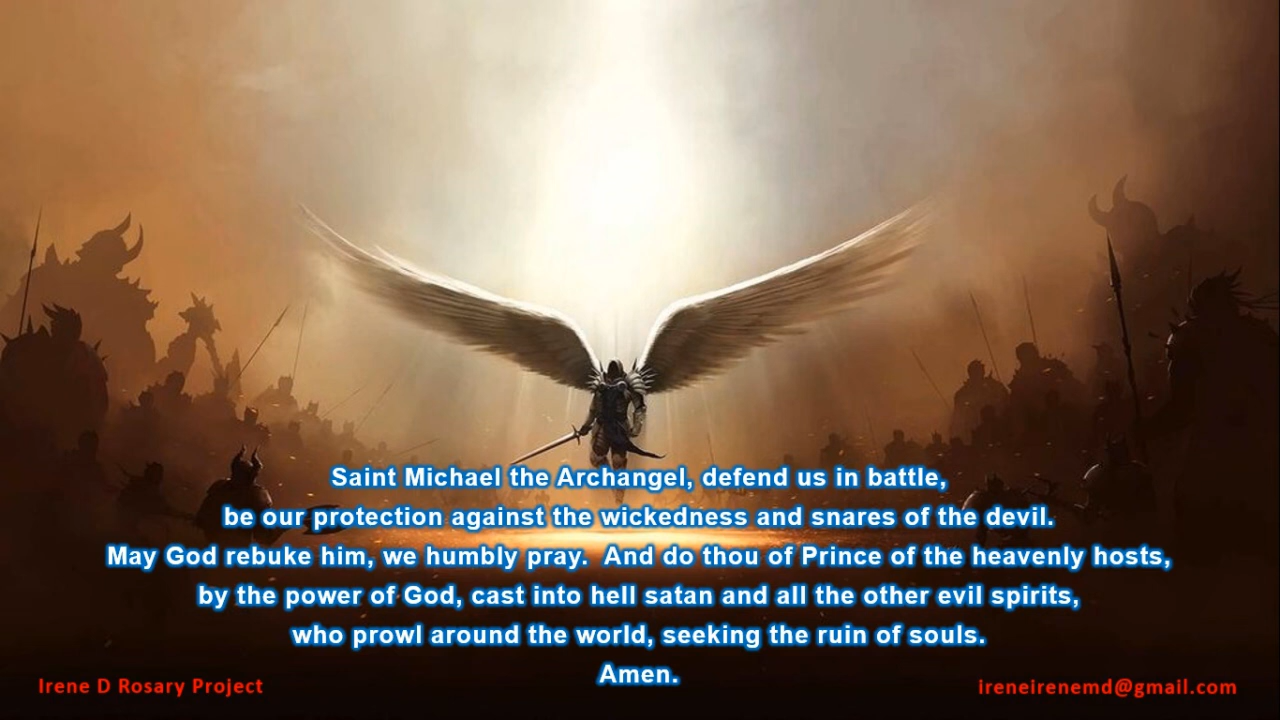 Saint Michael the Archangel, defend us in battle,
be our protection against the wickedness and snares of the devil.
May God rebuke him, we humbly pray.  And do thou of Prince of the heavenly hosts,
by the power of God, cast into hell satan and all the other evil spirits,
who prowl around the world, seeking the ruin of souls.
Amen.
Irene D Rosary Project
ireneirenemd@gmail.com